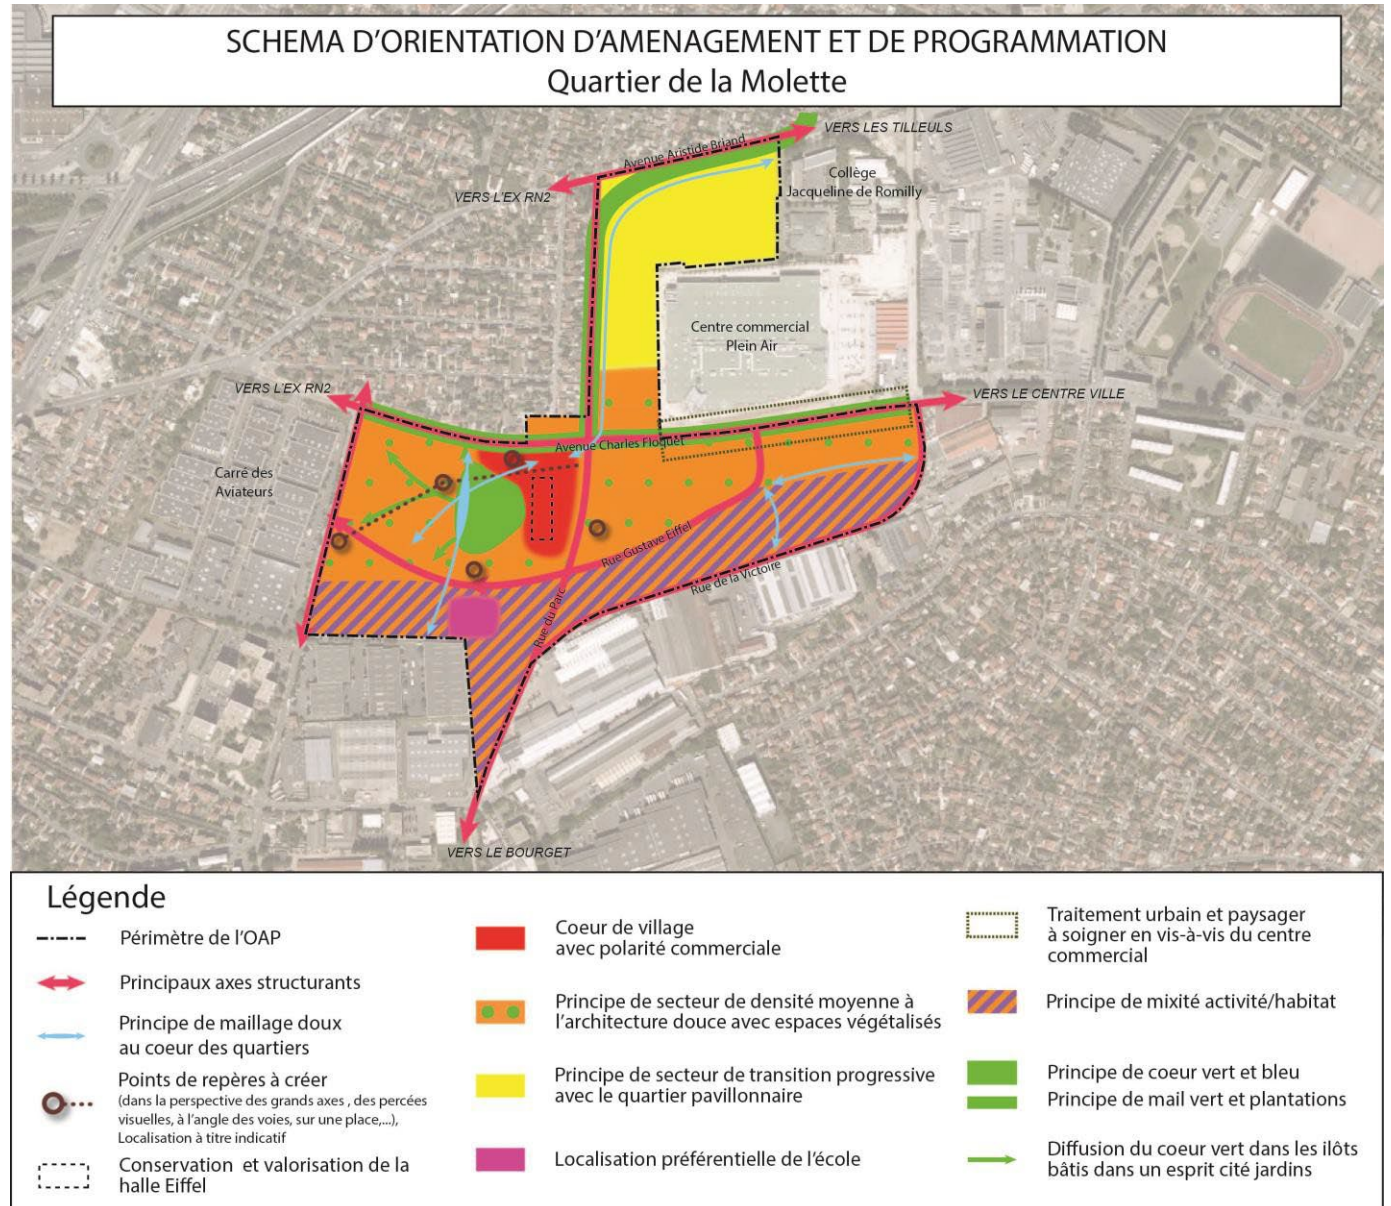 SCHEMA D'ORIENTATION D'AMENAGEMENT ET DE PROGRAMMATION
Quartier de la Molette
VERS LES TILLEULS
Avenue Aristide Briand
Collège
Jacqueline de Romilly
VERS L'EX RN2
Centre commercial
Plein Air
VERS L'EX RN2
VERS LE CENTRE VILLE
Avenue Charles Floquet
Carré des
Aviateurs
Rue Gustave Eiffel
Rue de la Victoire
Rue du Parc
VERS LE BOURGET
Légende
Périmètre de l'OAP
Principaux axes structurants
Principe de maillage doux
au coeur des quartiers
Points de repères à créer
(dans la perspective des grands axes , des percées
visuelles, à l'angle des voies, sur une place,...),
Localisation à titre indicatif
Conservation et valorisation de la
halle Eiffel
Coeur de village
avec polarité commerciale
Principe de secteur de densité moyenne à
l'architecture douce avec espaces végétalisés
Principe de secteur de transition progressive
avec le quartier pavillonnaire
Localisation préférentielle de l'école
Traitement urbain et paysager
à soigner en vis-à-vis du centre
commercial
Principe de mixité activité/habitat
Principe de coeur vert et bleu
Principe de mail vert et plantations
Diffusion du coeur vert dans les ilôts
bâtis dans un esprit cité jardins